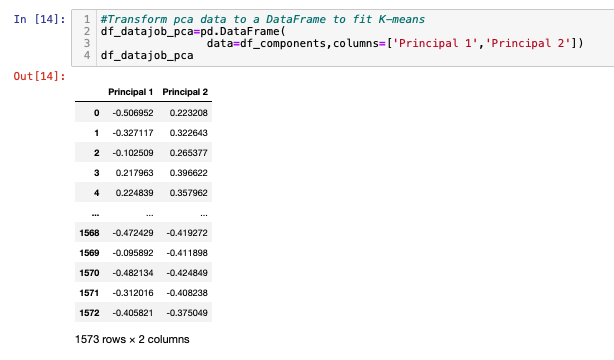 In [14]:
1 #Transform pca data to a DataFrame to fit K-means
2 df_datajob_pca=pd.DataFrame(
3 data=df_components,columns=['Principal 1','Principal 2'])
4 df_datajob_pca
Out[14]:
Principal 1 Principal 2
0 -0.506952 0.223208
1 -0.327117 0.322643
2 -0.102509 0.265377
3 0.217963 0.396622
4 0.224839 0.357962
... ... ...
1568 -0.472429 -0.419272
1569 -0.095892 -0.411898
1570 -0.482134 -0.424849
1571 -0.312016 -0.408238
1572 -0.405821 -0.375049
1573 rows × 2 columns